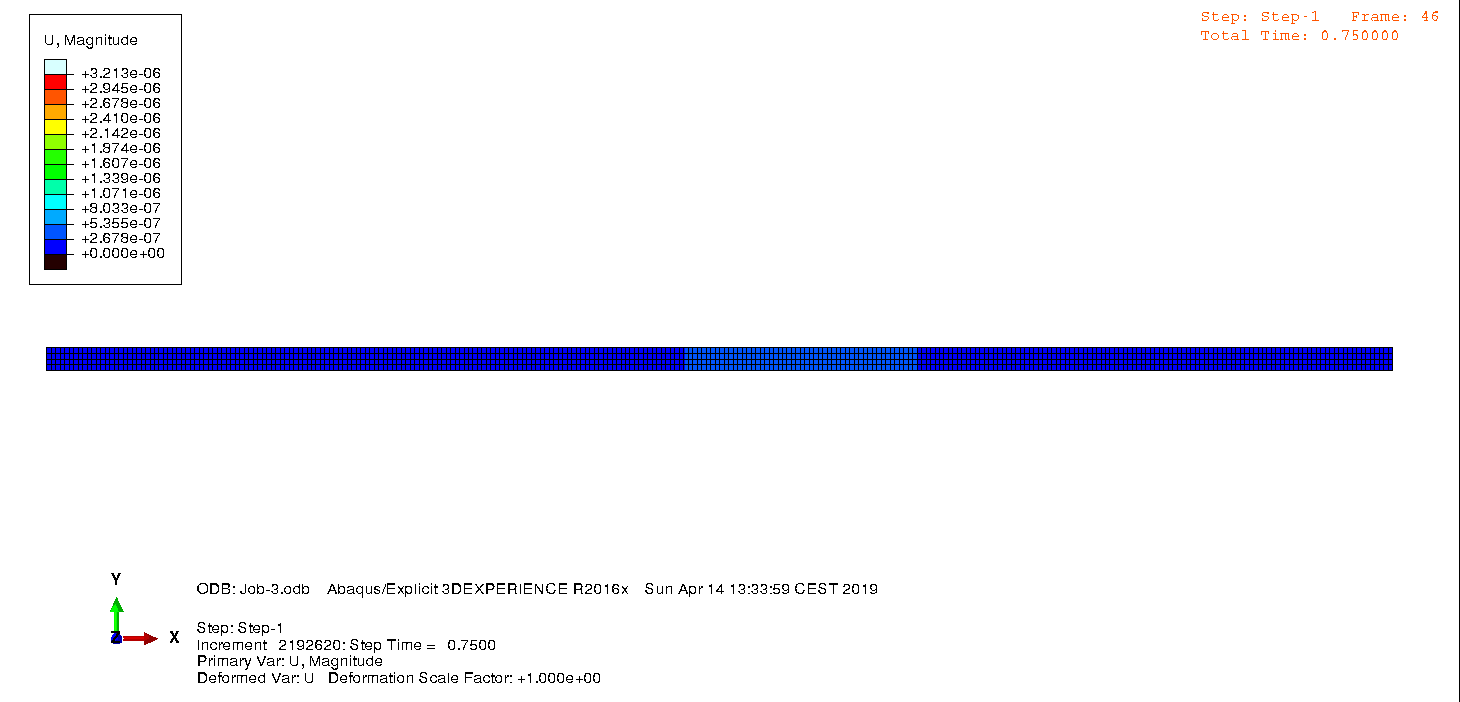 Step: Step-1   Frame: 46
Total Time: 0.750000
U, Magnitude
+3.213e-06
+2.945e-06
+2.678e-06
+2.410e-06
+2.142e-06
+1.874e-06
+1.607e-06
+1.339e-06
+1.071e-06
+8.033e-07
+5.355e-07
+2.678e-07
+0.000e+00
Y
X
ODB: Job-3.odb    Abaqus/Explicit 3DEXPERIENCE R2016x    Sun Apr 14 13:33:59 CEST 2019
Step: Step-1
Increment   2192620: Step Time =   0.7500
Primary Var: U, Magnitude
Deformed Var: U   Deformation Scale Factor: +1.000e+00